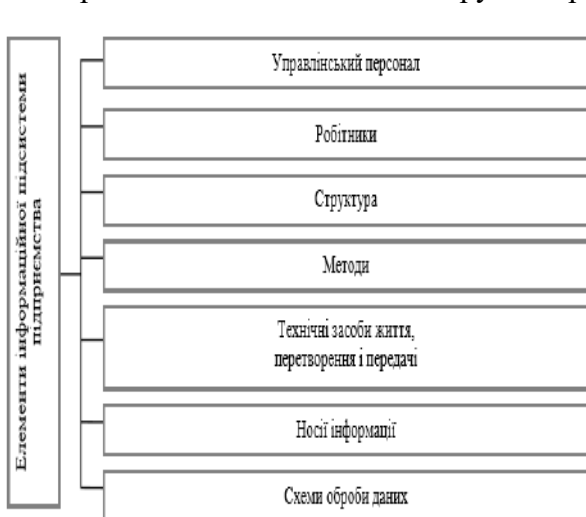 Елементи інформаційної підсистеми
підприємства
Управлінський персонал
Робітники
Структура
Методи
Технічні засоби життя,
перетворення і передачі
Носії інформації
Схеми оброби даних